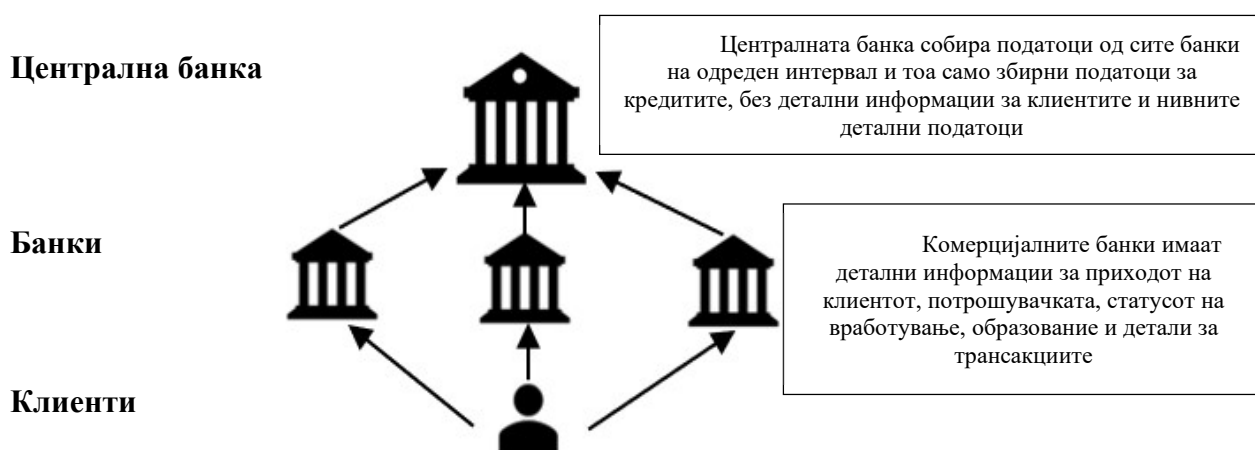 Централна банка
Централната банка собира податоци од сите банки
на одреден интервал и тоа само збирни податоци за
кредитите, без детални информации за клиентите и нивните
детални податоци
Банки
Комерцијалните банки имаат
детални информации за приходот на
клиентот, потрошувачката, статусот на
вработување, образование и детали за
трансакциите
Клиенти